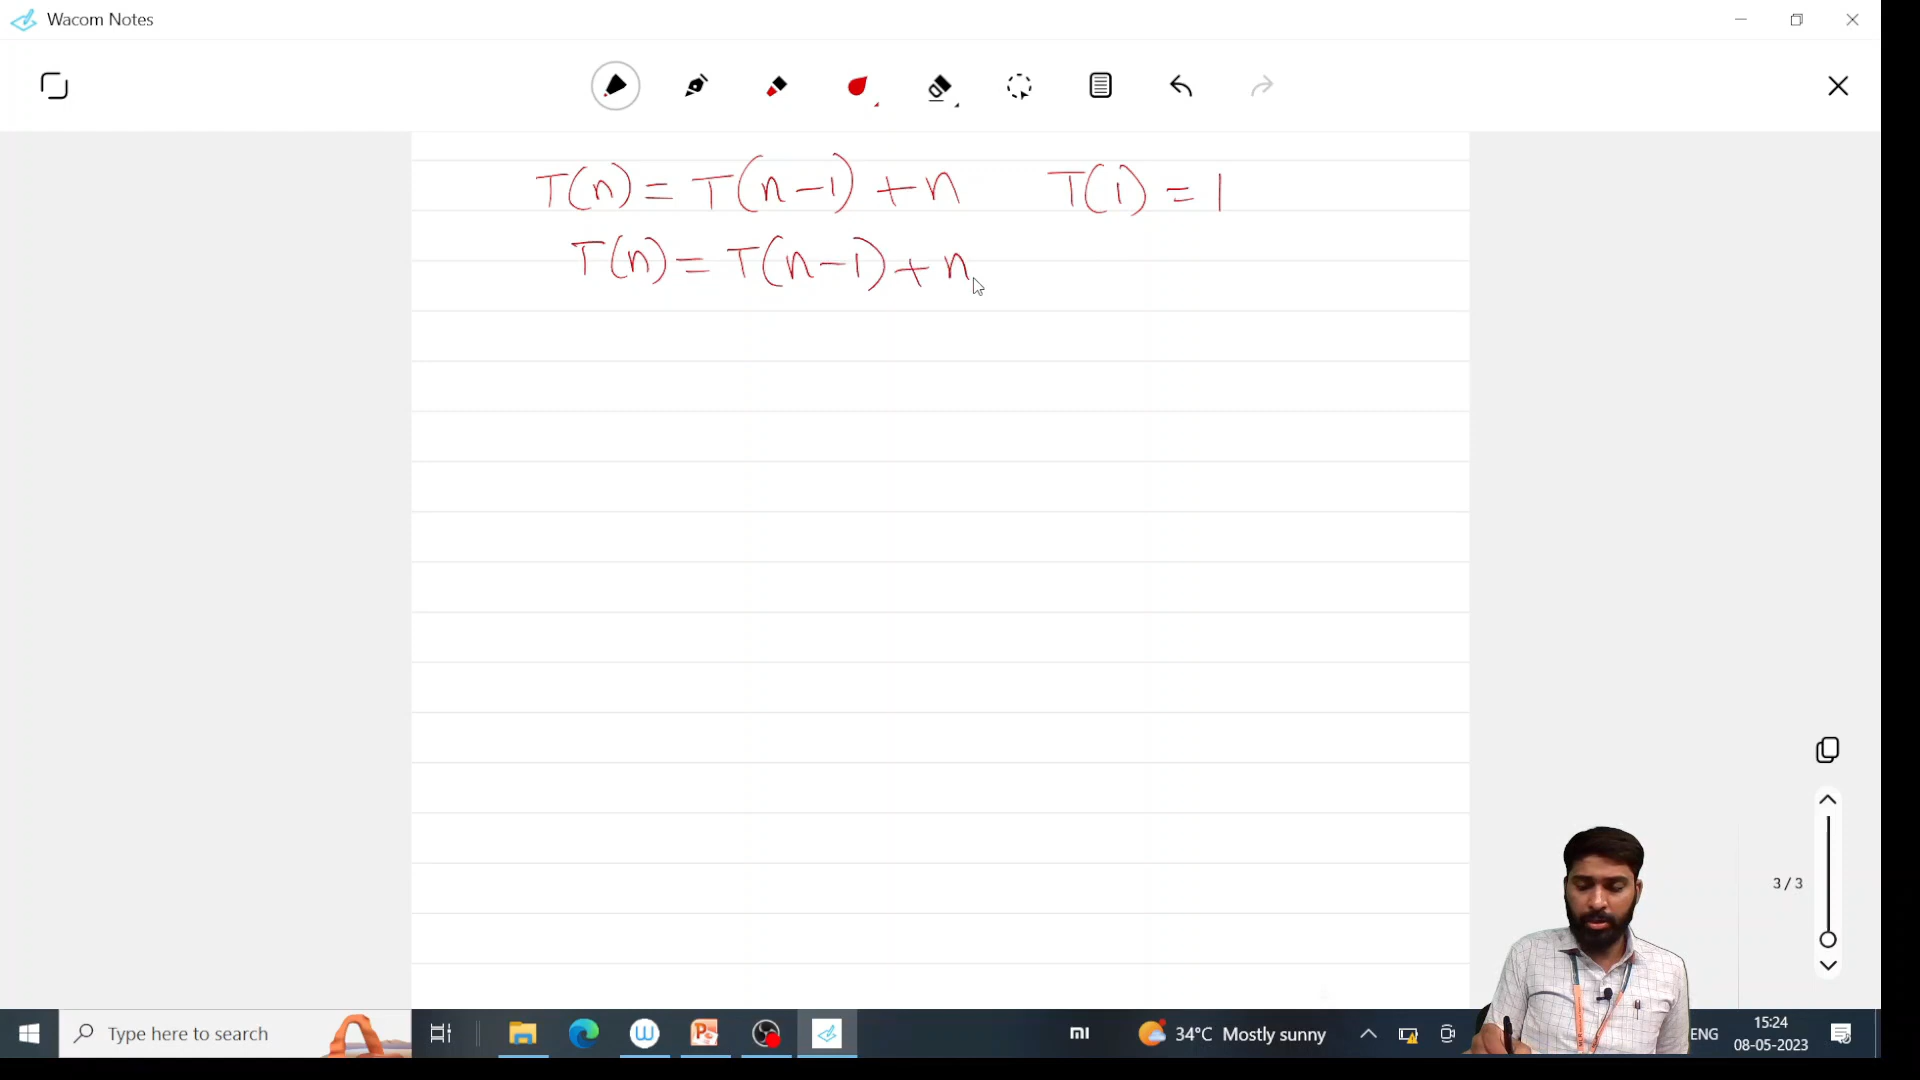 Wacom Notes
T(n) = T(n-1) + n    T(1) = 1
T(n) = T(n-1) + n
3 / 3
Type here to search
mi
34°C Mostly sunny
ENG
15:24
08-05-2023